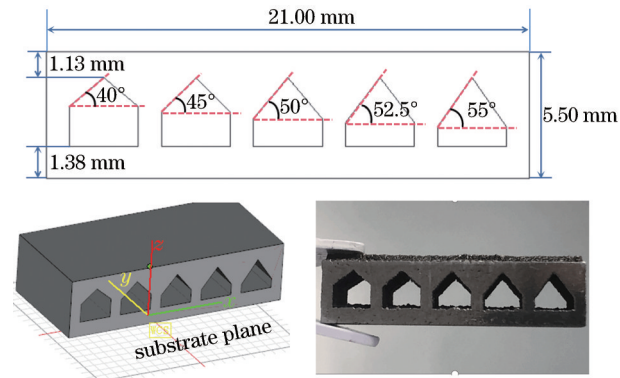 21.00 mm
1.13 mm
40°
45°
50°
52.5°
55°
5.50 mm
1.38 mm
z
y
x
substrate plane